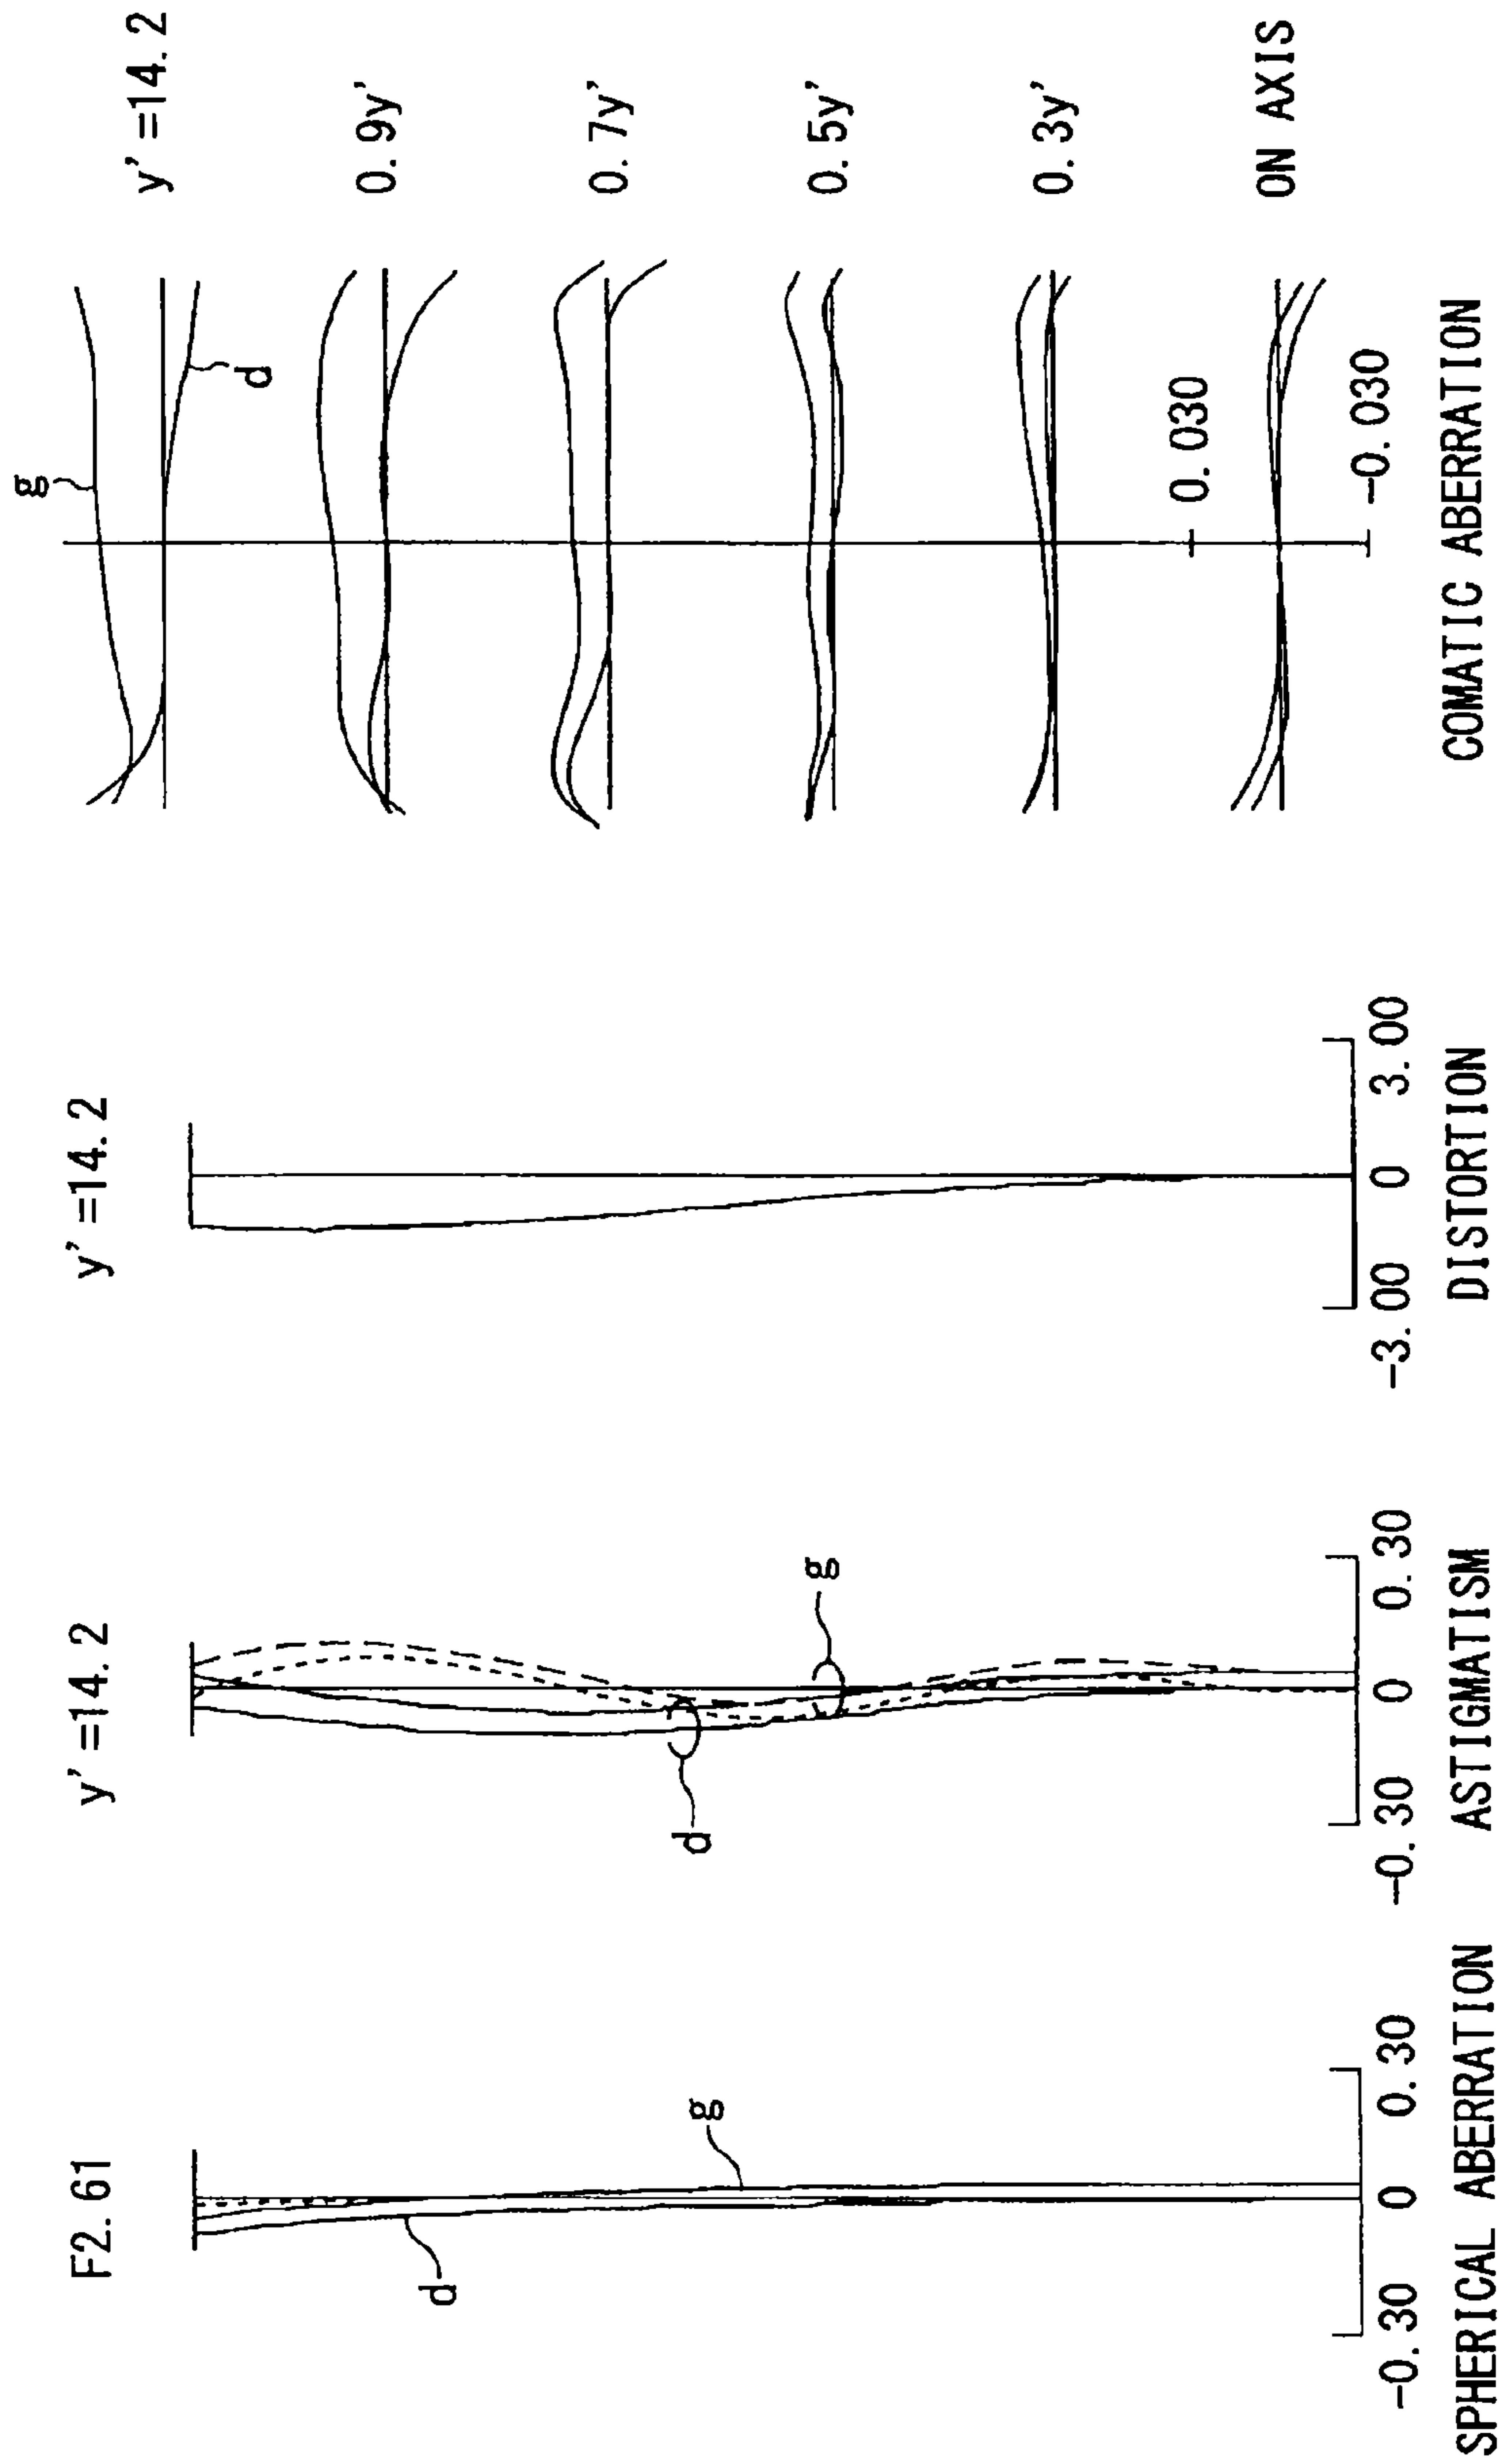 F2.61
d
g
-0.30
0
0.30
SPHERICAL ABERRATION
y'=14.2
d
g
-0.30
0
0.30
ASTIGMATISM
y'=14.2
-3.00
0
3.00
DISTORTION
g
d
y'=14.2
0.9y'
0.7y'
0.5y'
0.3y'
0.030
ON AXIS
-0.030
COMATIC ABERRATION